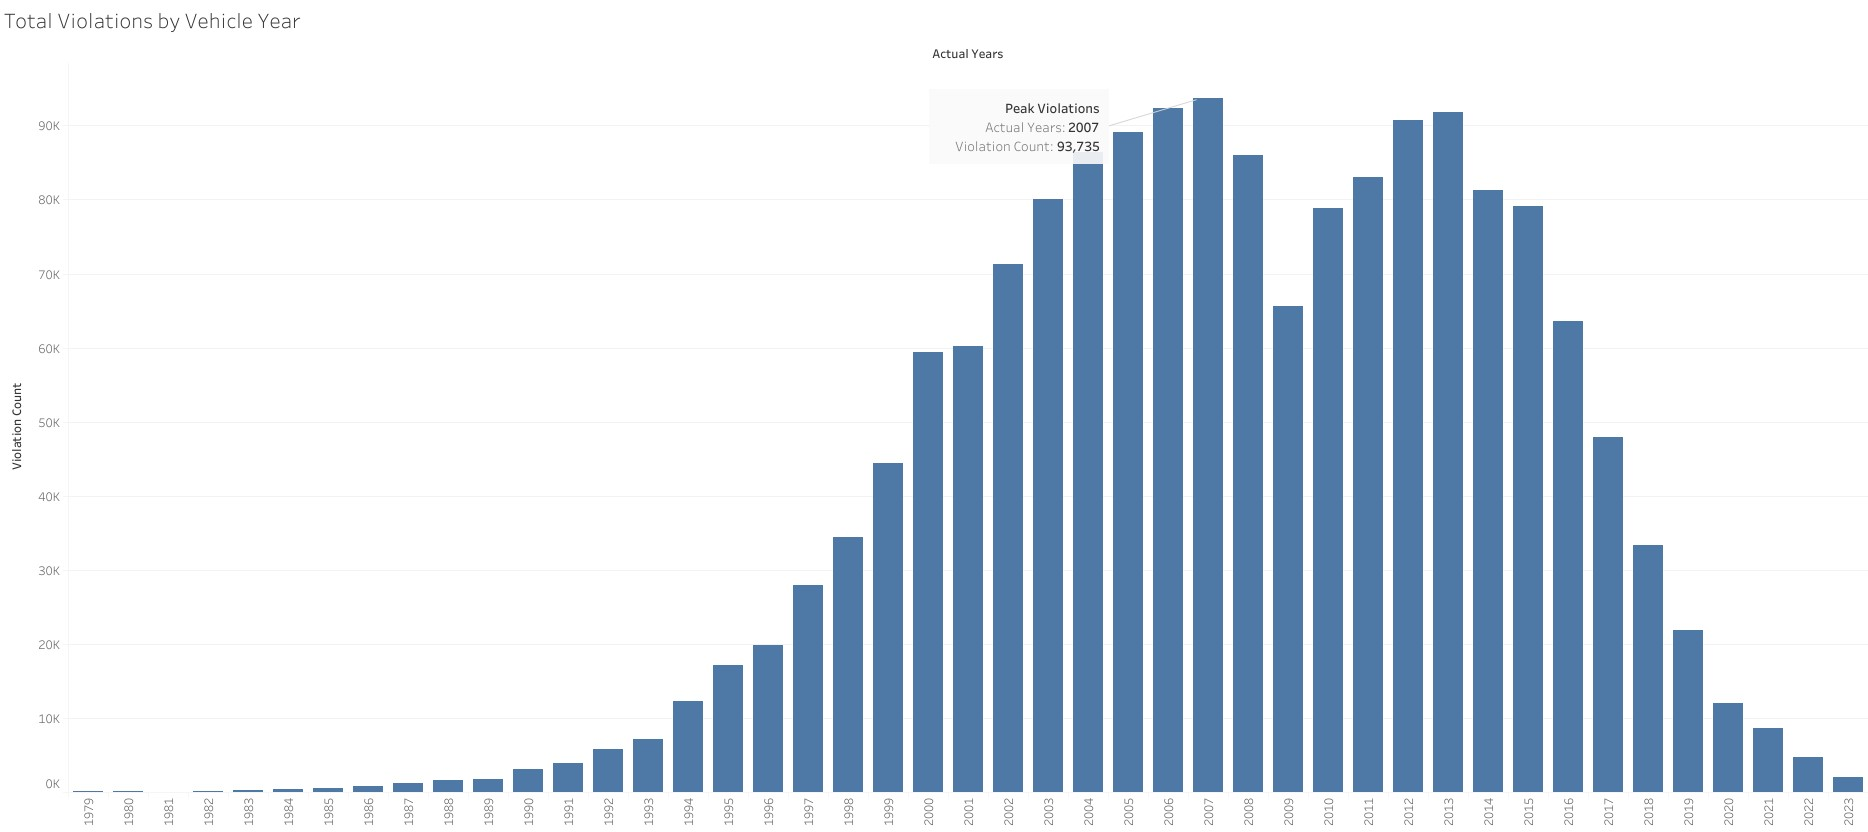 Total Violations by Vehicle Year
Actual Years
Peak Violations
Actual Years: 2007
Violation Count: 93,735
Violation Count
90K
80K
70K
60K
50K
40K
30K
20K
10K
0K
1979 1980 1981 1982 1983 1984 1985 1986 1987 1988 1989 1990 1991 1992 1993 1994 1995 1996 1997 1998 1999 2000 2001 2002 2003 2004 2005 2006 2007 2008 2009 2010 2011 2012 2013 2014 2015 2016 2017 2018 2019 2020 2021 2022 2023